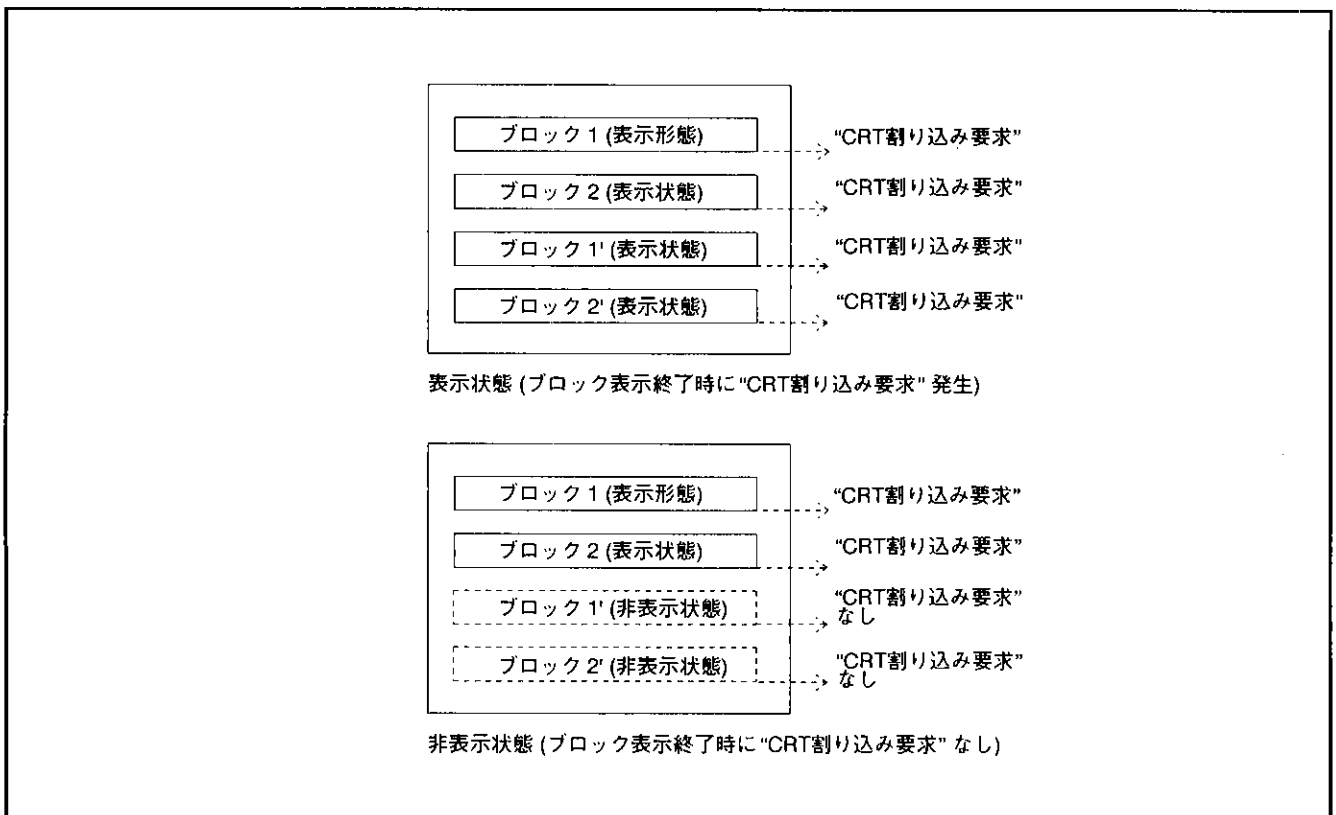 ブロック 1 (表示形態)
"CRT割り込み要求"
ブロック 2 (表示状態)
"CRT割り込み要求"
ブロック 1' (表示状態)
"CRT割り込み要求"
ブロック 2' (表示状態)
"CRT割り込み要求"
表示状態 (ブロック表示終了時に"CRT割り込み要求" 発生)
ブロック 1 (表示形態)
"CRT割り込み要求"
ブロック 2 (表示状態)
"CRT割り込み要求"
ブロック 1' (非表示状態)
"CRT割り込み要求"
なし
ブロック 2' (非表示状態)
"CRT割り込み要求"
なし
非表示状態 (ブロック表示終了時に"CRT割り込み要求" なし)